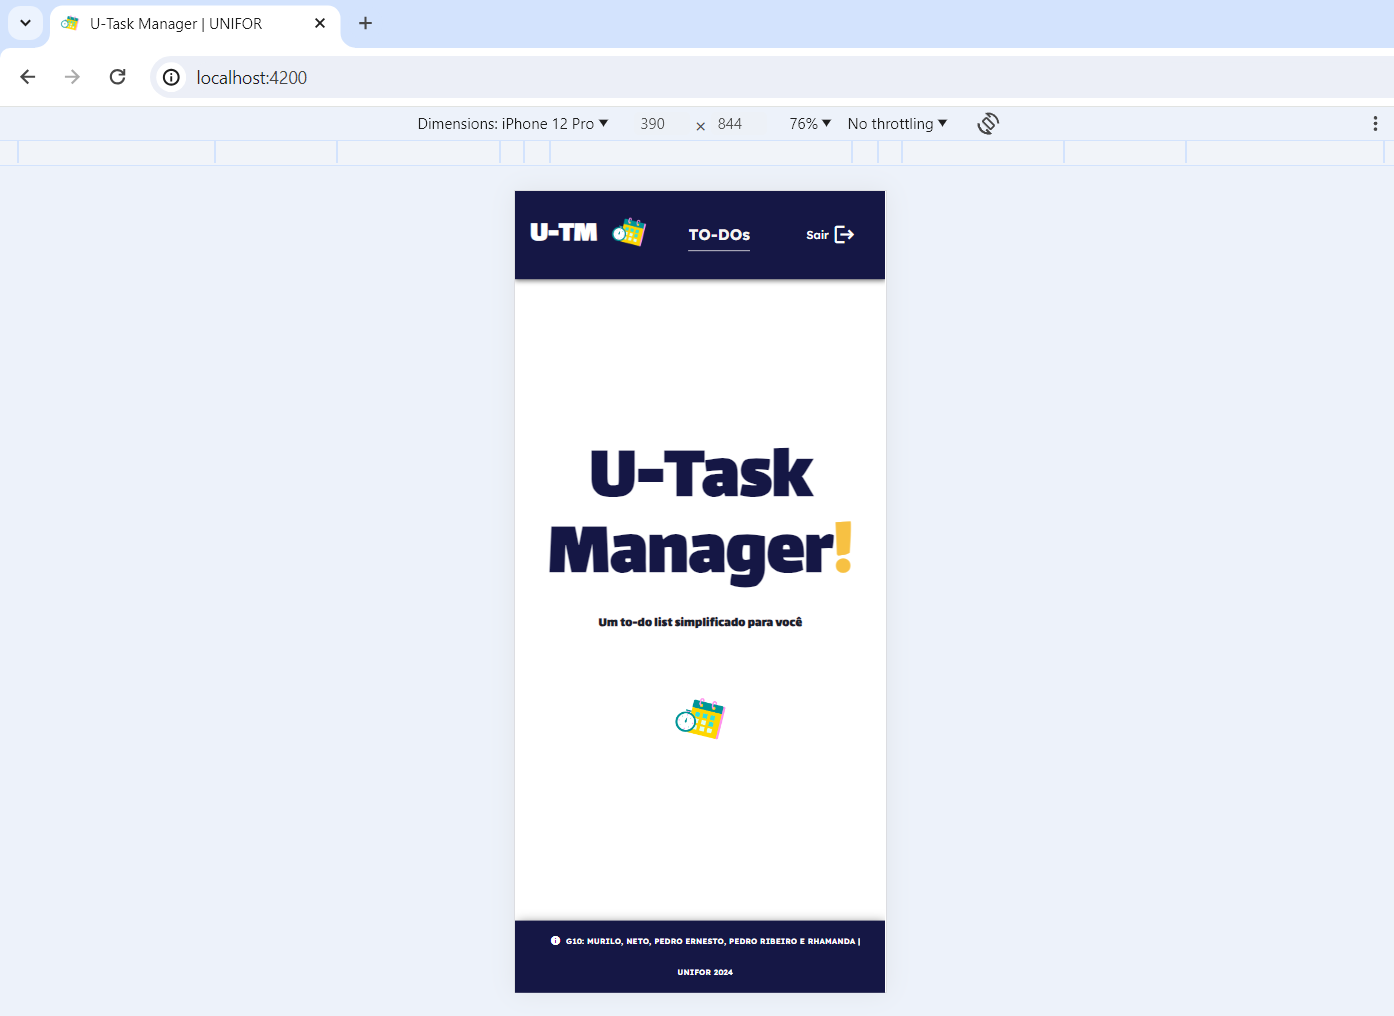 U-Task Manager | UNIFOR
localhost:4200
Dimensions: iPhone 12 Pro 390 × 844 76% No throttling
U-TM TO-DOs Sair
U-Task
Manager!
Um to-do list simplificado para você
G10: MURILO, NETO, PEDRO ERNESTO, PEDRO RIBEIRO E RHAMANDA |
UNIFOR 2024